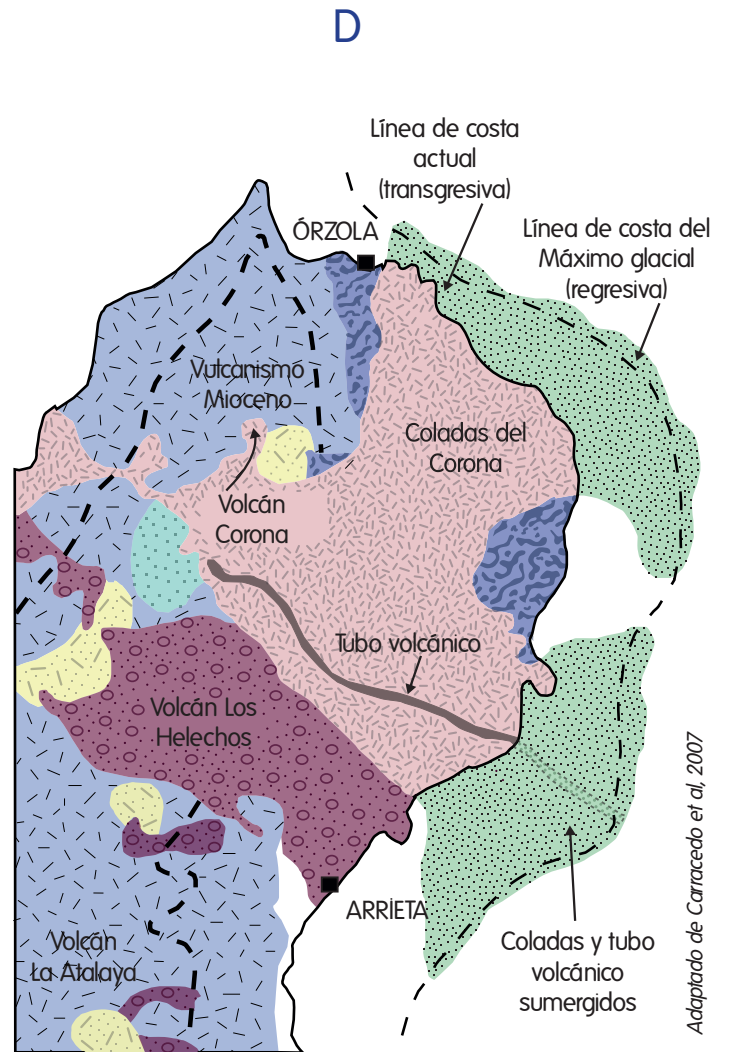 D
Línea de costa
actual
(transgresiva)
Línea de costa del
Máximo glacial
(regresiva)
ÓRZOLA
Vulcanismo
Mioceno
Coladas del
Corona
Volcán
Corona
Tubo volcánico
Volcán Los
Helechos
ARRÍETA
Volcán
La Atalaya
Coladas y tubo
volcánico
sumergidos
Adaptado de Carracedo et al, 2007